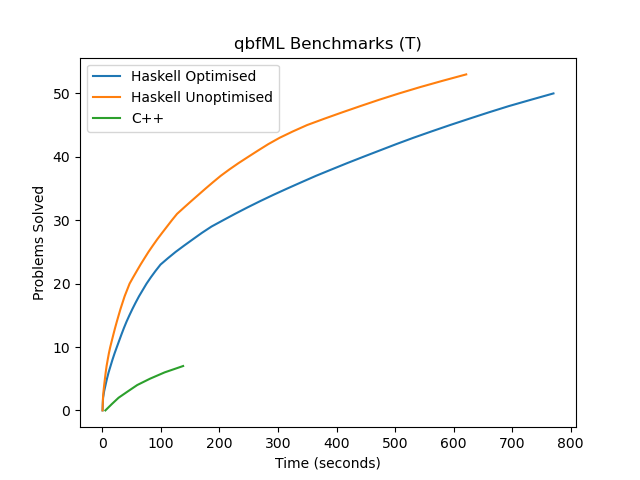 qbfML Benchmarks (T)
Haskell Optimised
Haskell Unoptimised
C++
Problems Solved
50
40
30
20
10
0
0 100 200 300 400 500 600 700 800
Time (seconds)